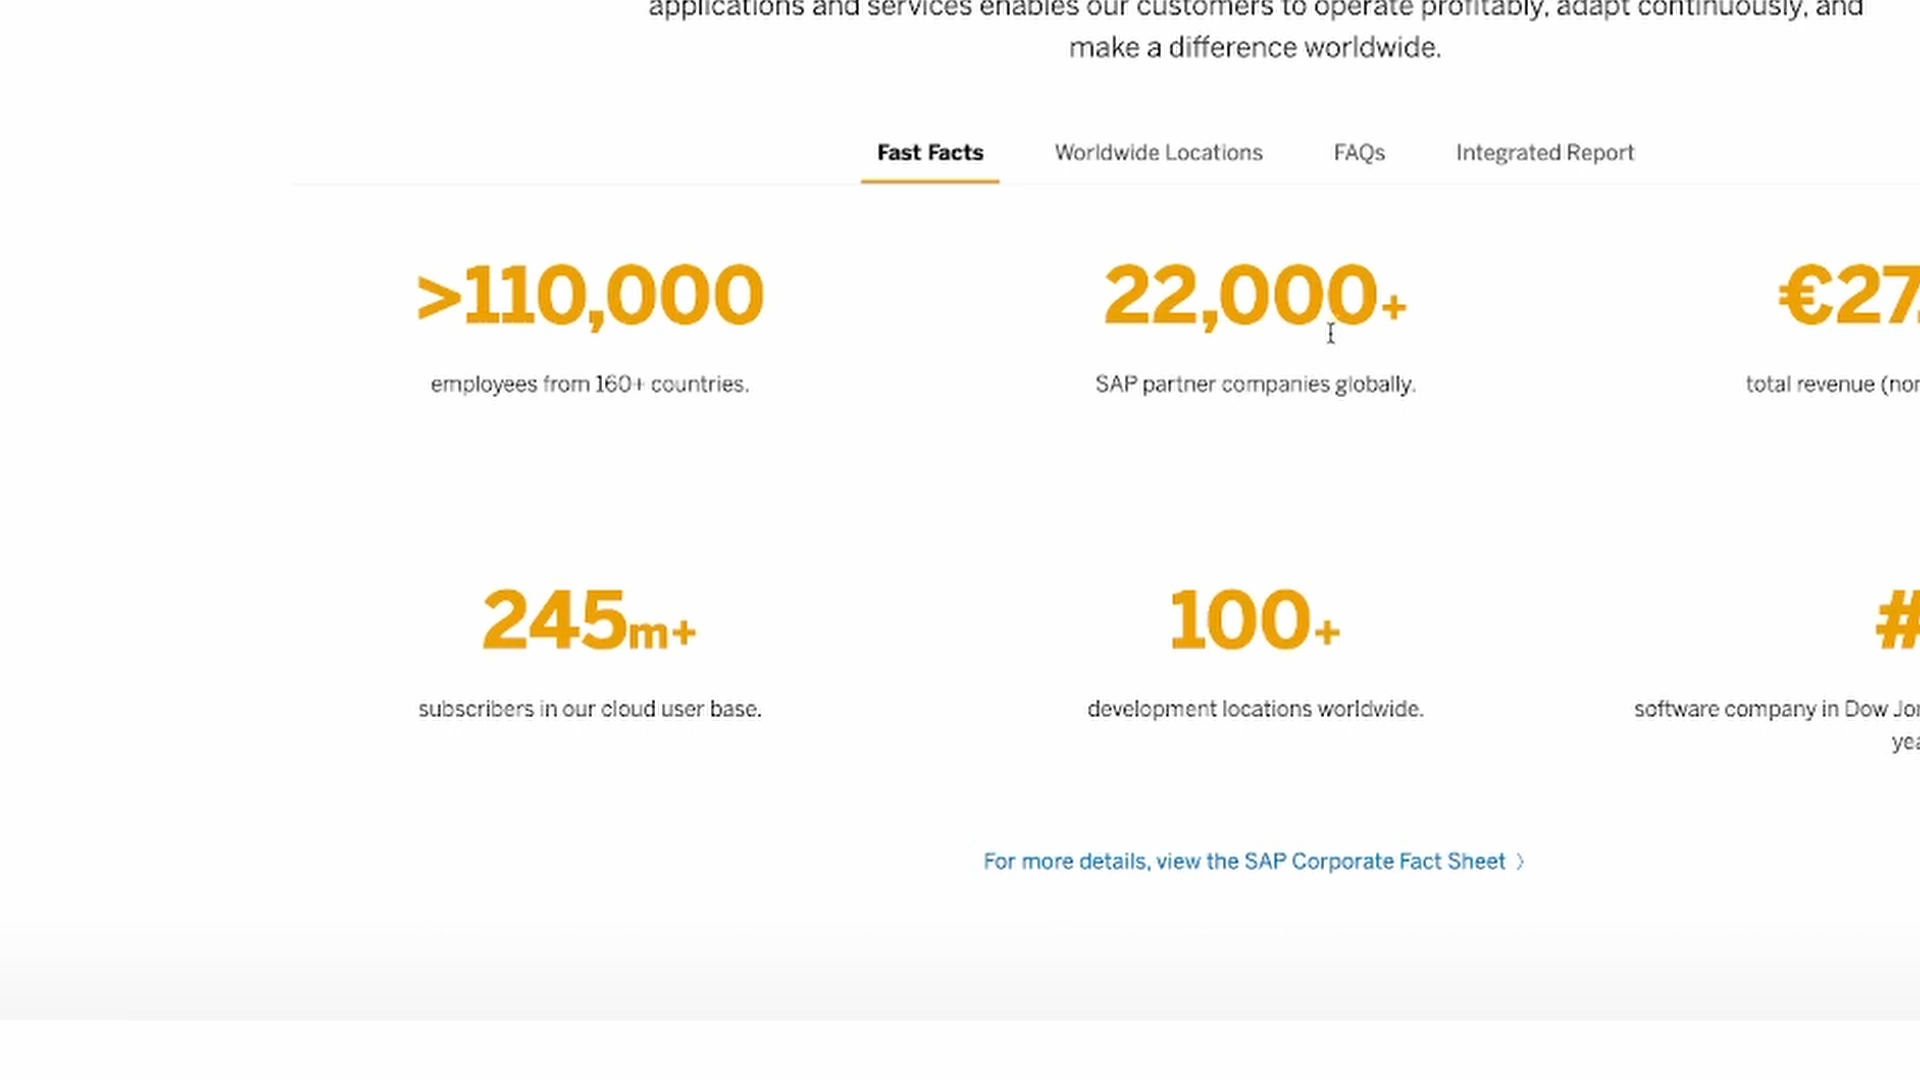 applications and services enables our customers to operate profitably, adapt continuously, and
make a difference worldwide.
Fast Facts Worldwide Locations FAQs Integrated Report
>110,000 22,000+ €27
employees from 160+ countries. SAP partner companies globally. total revenue
245m+ 100+ #
subscribers in our cloud user base. development locations worldwide. software company in Dow
For more details, view the SAP Corporate Fact Sheet >